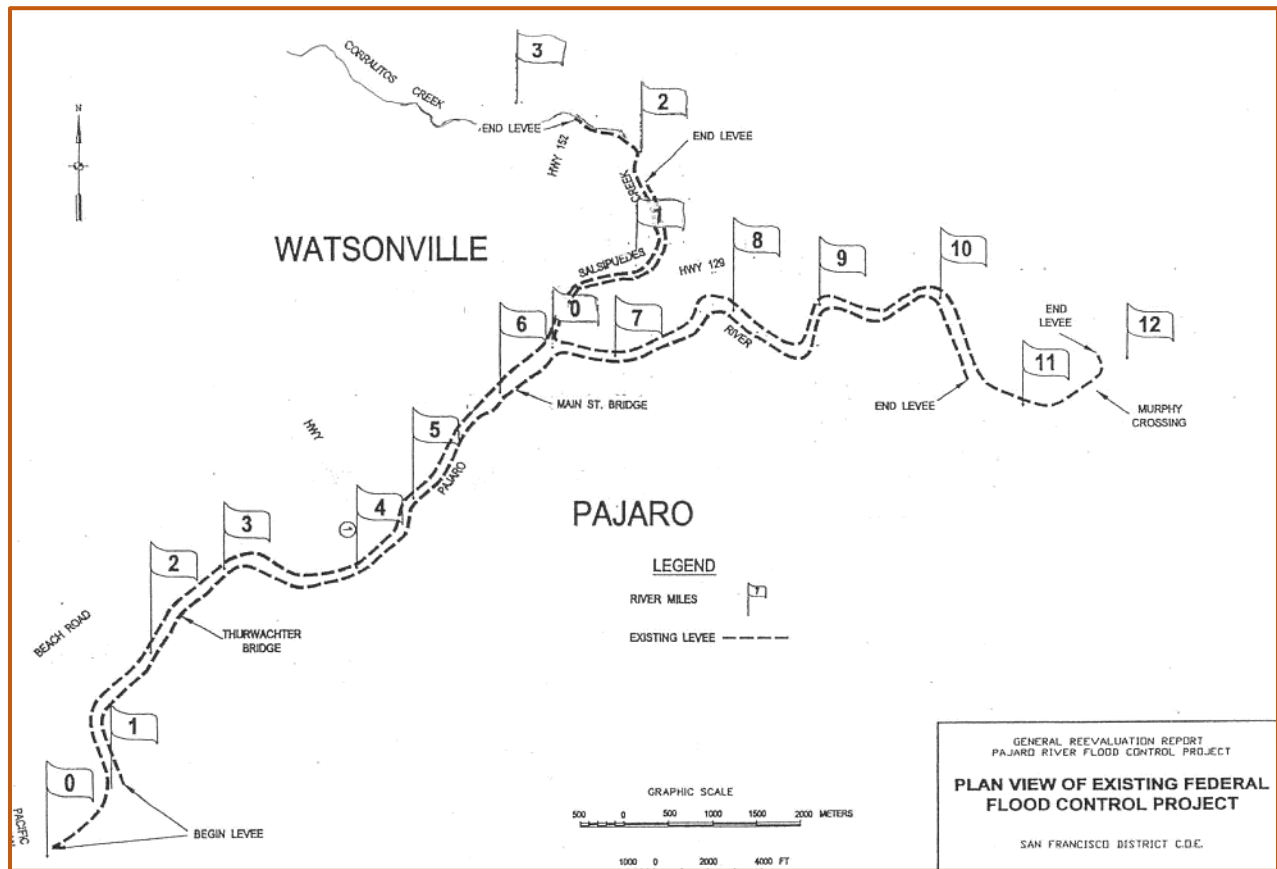 CORRALITOS
CREEK
3
2
N
END LEVEE
HWY 152
END LEVEE
CREEK
1
WATSONVILLE
SALSIPUEDES
HWY 129
8
9
10
6
0
7
RIVER
END
LEVEE
12
11
MAIN ST. BRIDGE
END LEVEE
MURPHY
CROSSING
HWY
1
5
PAJARO
4
3
2
PAJARO
LEGEND
RIVER MILES
EXISTING LEVEE
BEACH ROAD
THURWACHTER
BRIDGE
1
0
PACIFIC
BEGIN LEVEE
GRAPHIC SCALE
500 0 500 1000 1500 2000 METERS
1000 0 2000 4000 FT
GENERAL REEVALUATION REPORT
PAJARO RIVER FLOOD CONTROL PROJECT
PLAN VIEW OF EXISTING FEDERAL
FLOOD CONTROL PROJECT
SAN FRANCISCO DISTRICT C.O.E.